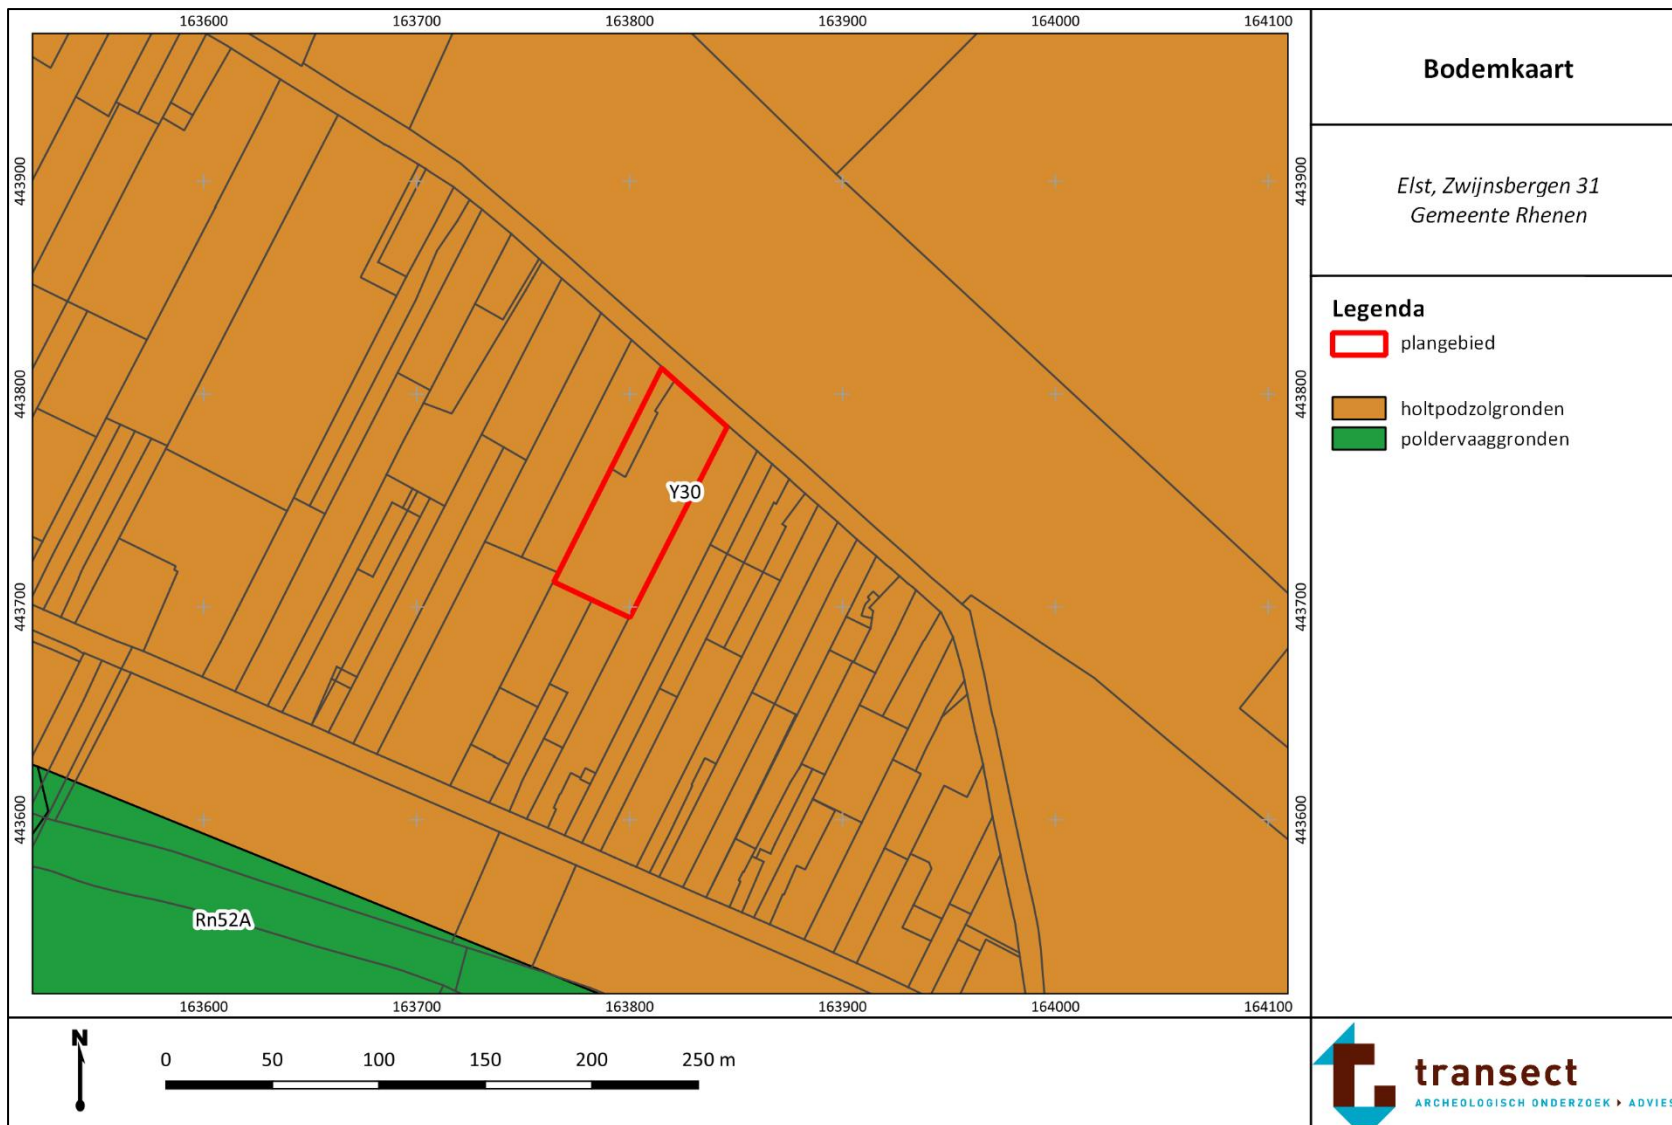 163600 163700 163800 163900 164000 164100
443900
443800
443700
443600
Y30
Rn52A
443900
443800
443700
443600
163600 163700 163800 163900 164000 164100
Bodemkaart
Elst, Zwijnsbergen 31
Gemeente Rhenen
Legenda
plangebied
holtpodzolgronden
poldervaaggronden
N
0 50 100 150 200 250 m
transect
ARCHEOLOGISCH ONDERZOEK ▸ ADVIES